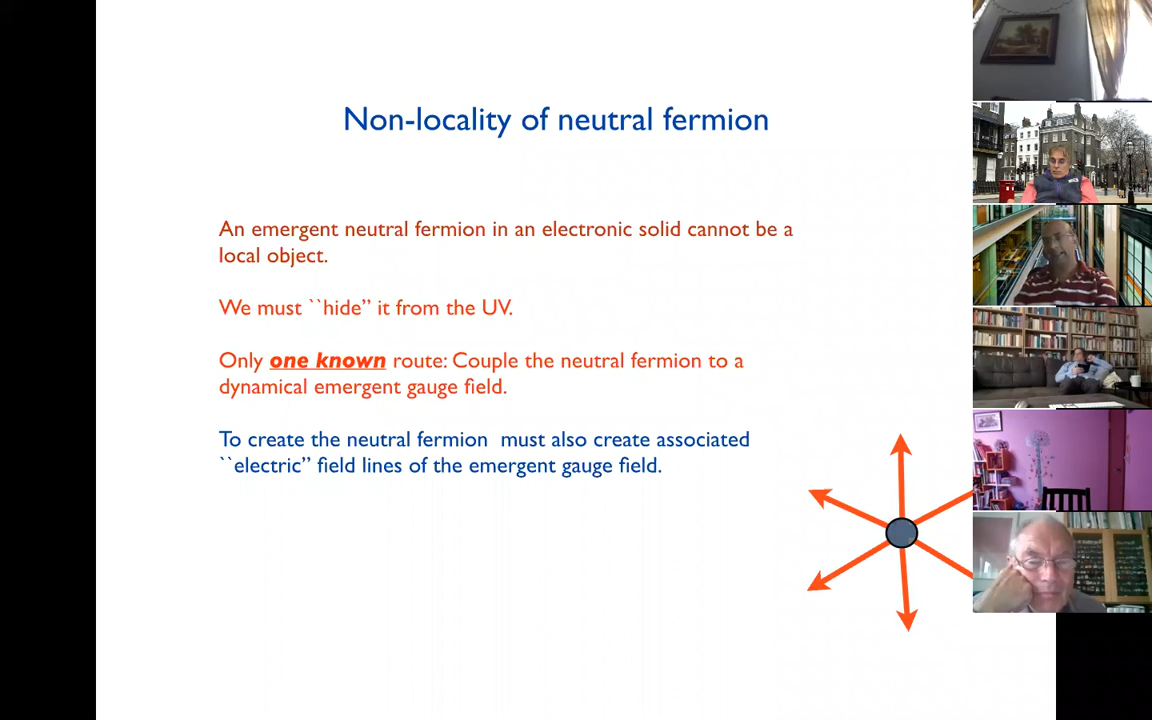 Non-locality of neutral fermion
An emergent neutral fermion in an electronic solid cannot be a
local object.
We must ``hide” it from the UV.
Only one known route: Couple the neutral fermion to a
dynamical emergent gauge field.
To create the neutral fermion must also create associated
``electric” field lines of the emergent gauge field.